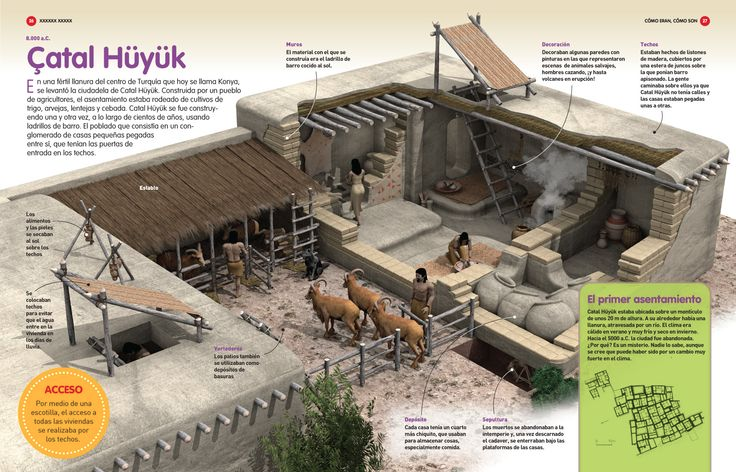 26 XXXXXX XXXXX
CÓMO ERAN, CÓMO SON 27
8.000 a.C.
Çatal Hüyük
En una fértil llanura del centro de Turquía que hoy se llama Konya,
se levantó la ciudadela de Catal Hüyük. Construida por un pueblo
de agricultores, el asentamiento estaba rodeado de cultivos de
trigo, arvejas, lentejas y cebada. Catal Hüyük se fue constru-
yendo una y otra vez, a lo largo de cientos de años, usando
ladrillos de barro. El poblado que consistía en un con-
glomerado de casas pequeñas pegadas
entre sí, que tenían las puertas de
entrada en los techos.
Muros
El material con el que se
construía era el ladrillo de
barro cocido al sol.
Decoración
Decoraban algunas paredes con
pinturas en las que representaron
escenas de animales salvajes,
hombres cazando, ¡y hasta
volcanes en erupción!
Techos
Estaban hechos de listones
de madera, cubiertos por
una estera de juncos sobre
la que ponían barro
apisonado. La gente
caminaba sobre ellos ya que
Catal Hüyük no tenía calles y
las casas estaban pegadas
unas a otras.
Establo
Los
alimentos
y las pieles
se secaban
al sol
sobre los
techos
Se
colocaban
techos
para evitar
que el agua
entre en la
vivienda en
los días de
lluvia.
Vertederos
Los patios también
se utilizaban como
depósitos de
basuras
ACCESO
Por medio de una
escotilla, el acceso a
todas las viviendas
se realizaba por
los techos.
Depósito
Cada casa tenía un cuarto
más chiquito, que usaban
para almacenar cosas,
especialmente comida.
Sepultura
Los muertos se abandonaban a la
intemperie y, una vez descarnado
el cadaver, se enterraban bajo las
plataformas de las casas.
El primer asentamiento
Catal Hüyük estaba ubicada sobre un montículo
de unos 20 m de altura. A su alrededor había una
llanura, atravesada por un río. El clima era
cálido en verano y muy frío y seco en invierno.
Hacia el 5000 a.C. la ciudad fue abandonada.
¿Por qué? Es un misterio. Nadie lo sabe, aunque
se cree que puede haber sido por un cambio muy
fuerte en el clima.